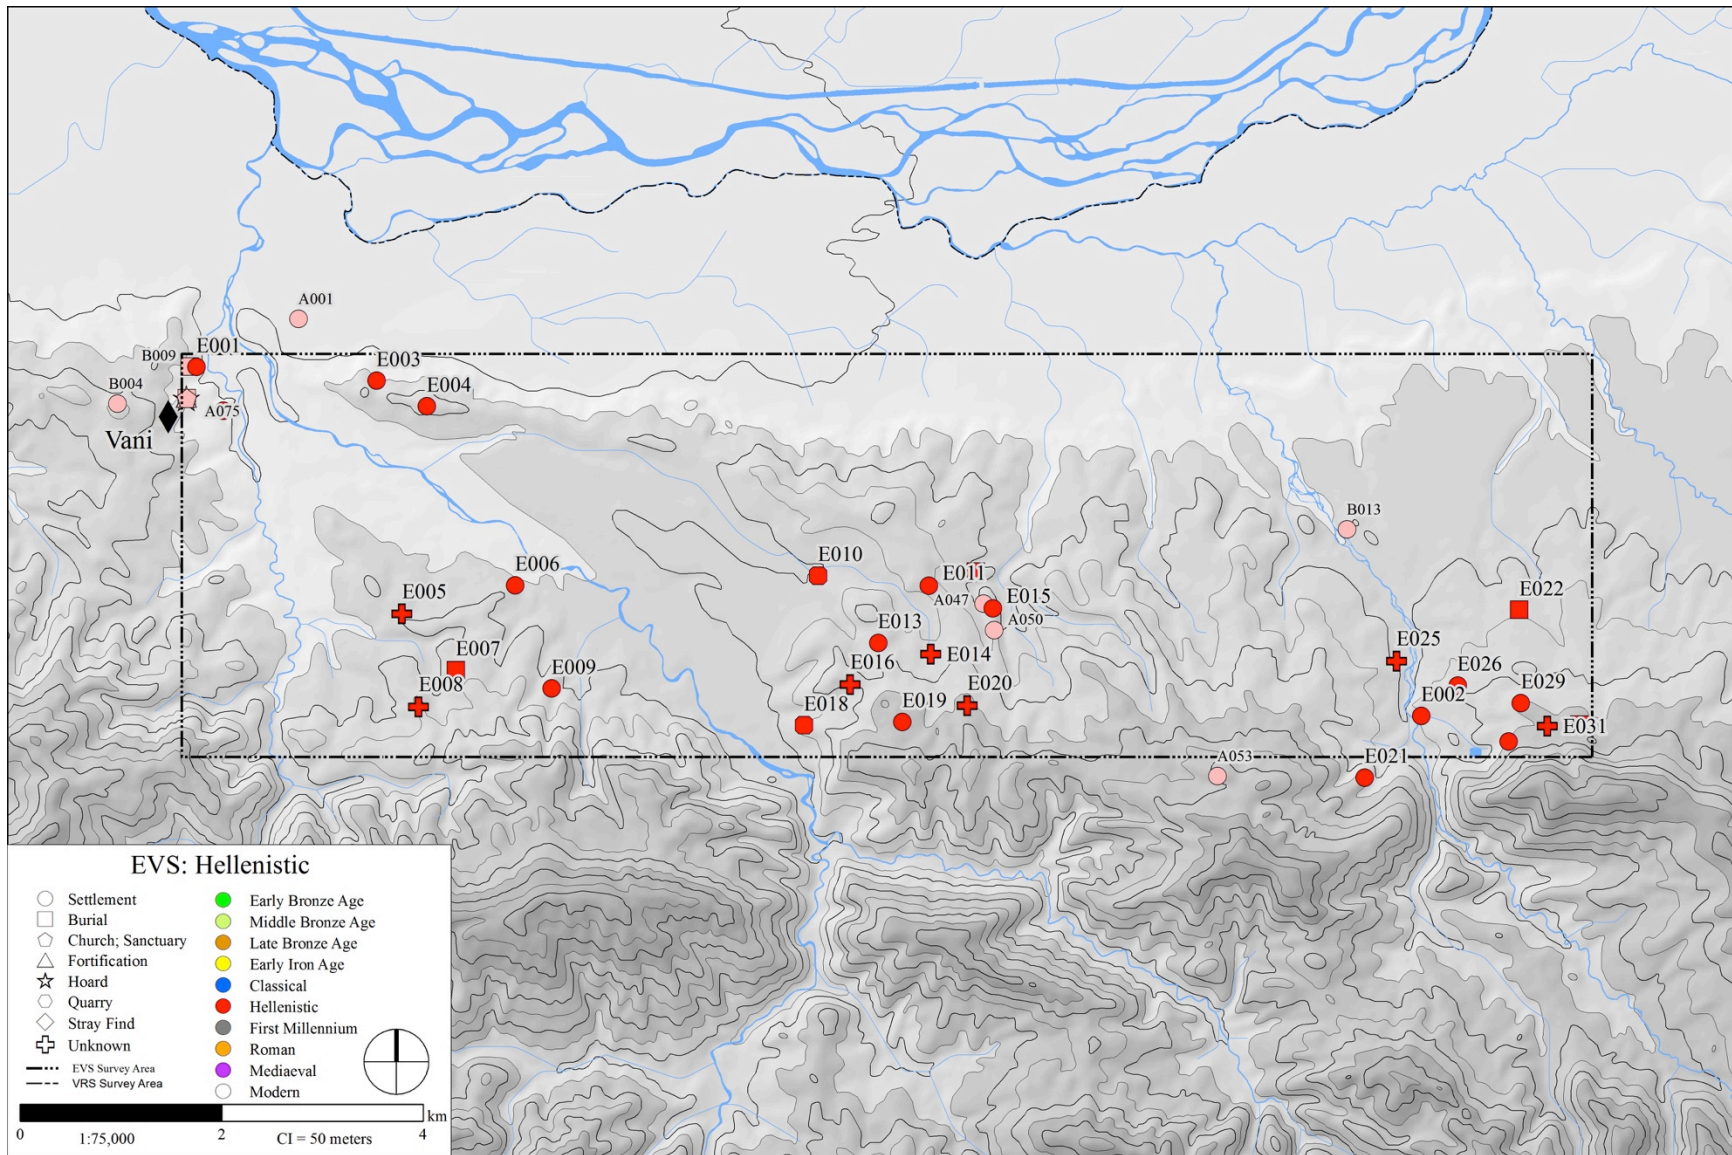 A001
B009
E001
E003
B004
E004
A075
Vani
B013
E010
E006
E011
E005
A047
E015
E022
A050
E013
E014
E025
E007
E016
E026
E008
E009
E020
E002
E029
E018
E019
E031
A053
E021
EVS: Hellenistic
Settlement
Burial
Church; Sanctuary
Fortification
Hoard
Quarry
Stray Find
Unknown
EVS Survey Area
VRS Survey Area
Early Bronze Age
Middle Bronze Age
Late Bronze Age
Early Iron Age
Classical
Hellenistic
First Millennium
Roman
Mediaeval
Modern
km
0 2 4
1:75,000 CI = 50 meters